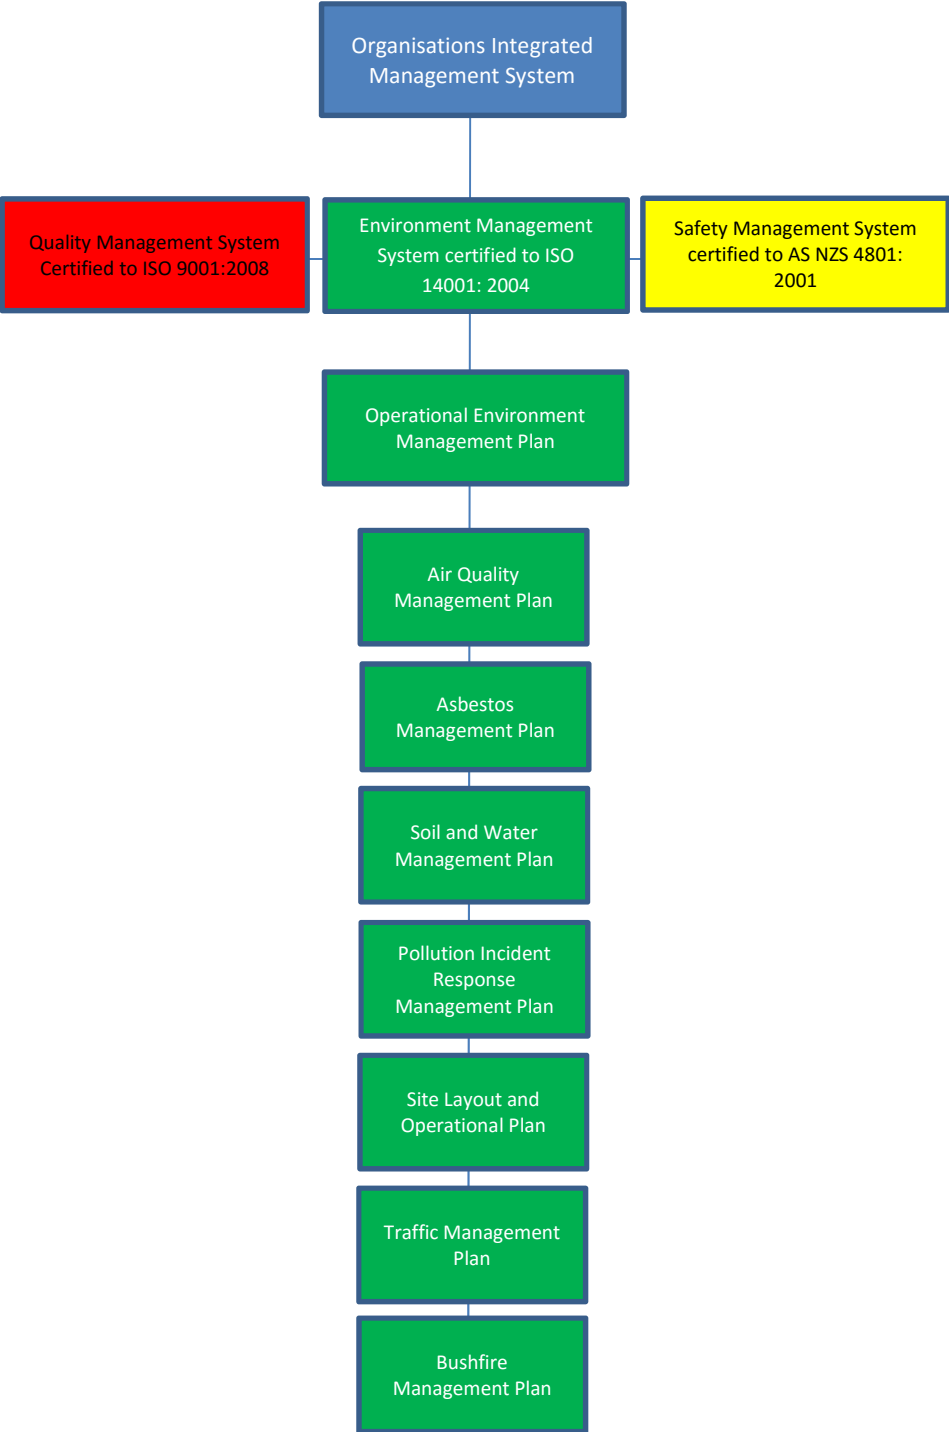 Organisations Integrated
Management System
Quality Management System
Certified to ISO 9001:2008
Environment Management
System certified to ISO
14001: 2004
Safety Management System
certified to AS NZS 4801:
2001
Operational Environment
Management Plan
Air Quality
Management Plan
Asbestos
Management Plan
Soil and Water
Management Plan
Pollution Incident
Response
Management Plan
Site Layout and
Operational Plan
Traffic Management
Plan
Bushfire
Management Plan